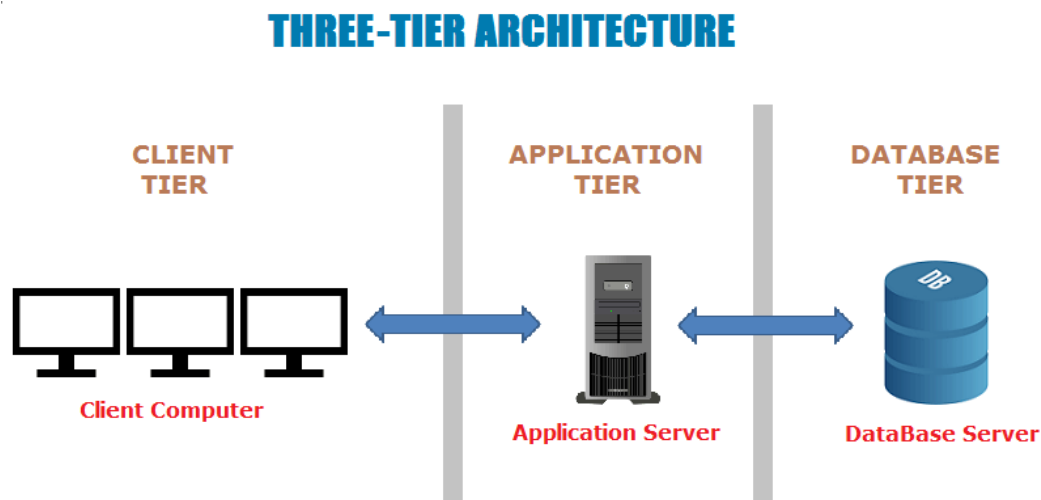 THREE-TIER ARCHITECTURE
CLIENT
TIER
APPLICATION
TIER
DATABASE
TIER
DB
Client Computer
Application Server
DataBase Server